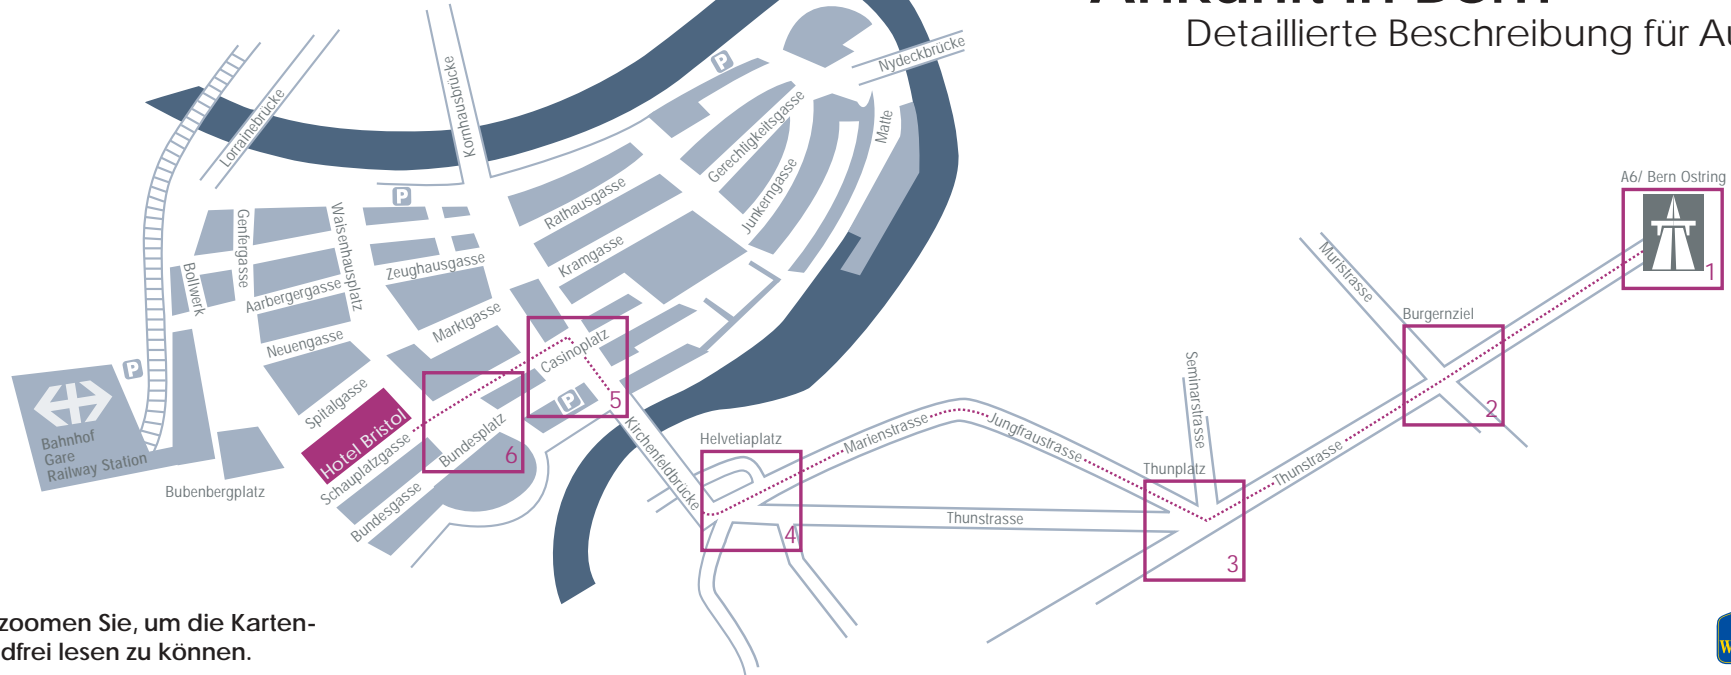 Ankunft in Bern
Detaillierte Beschreibung für
Nydeckbrücke
P
Kornhausbrücke
Lorrainebrücke
Gerechtigkeitsgasse
Matte
Junkerngasse
Rathausgasse
Kramgasse
P
Genfergasse
Waisenhausplatz
Zeughausgasse
Bollwerk
Aarbergergasse
Marktgasse
Neuengasse
Casinoplatz
P
Spitalgasse
P
5
Hotel Bristol
Bahnhof
Gare
Railway Station
Schauplatzgasse
Bundesplatz
6
Bubenbergplatz
Bundesgasse
Kirchenfeldbrücke
Helvetiaplatz
4
Marienstrasse
Jungfraustrasse
Thunstrasse
Seminarstrasse
Thunplatz
3
Thunstrasse
Muristrasse
Burgernziel
2
A6/ Bern Ostring
1
zoomen Sie, um die Karten-
dfrei lesen zu können.
W